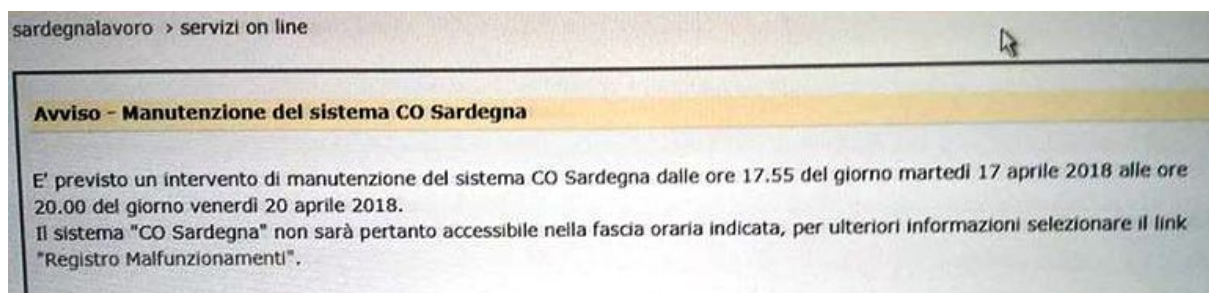 sardegnalavoro > servizi on line
Avviso - Manutenzione del sistema CO Sardegna
E' previsto un intervento di manutenzione del sistema CO Sardegna dalle ore 17.55 del giorno martedì 17 aprile 2018 alle ore
20.00 del giorno venerdì 20 aprile 2018.
Il sistema "CO Sardegna" non sarà pertanto accessibile nella fascia oraria indicata, per ulteriori informazioni selezionare il link
"Registro Malfunzionamenti".